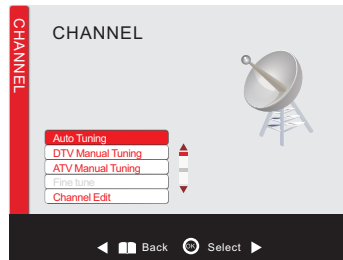 CHANNEL
CHANNEL
Auto Tuning
DTV Manual Tuning
ATV Manual Tuning
Fine tune
Channel Edit
Back OK Select